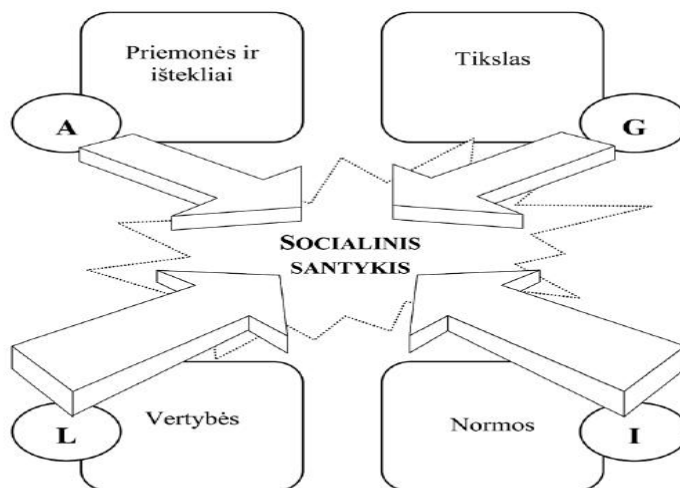 Priemonės ir
ištekliai
Tikslas
A
G
SOCIALINIS
SANTYKIS
Vertybės
Normos
L
I